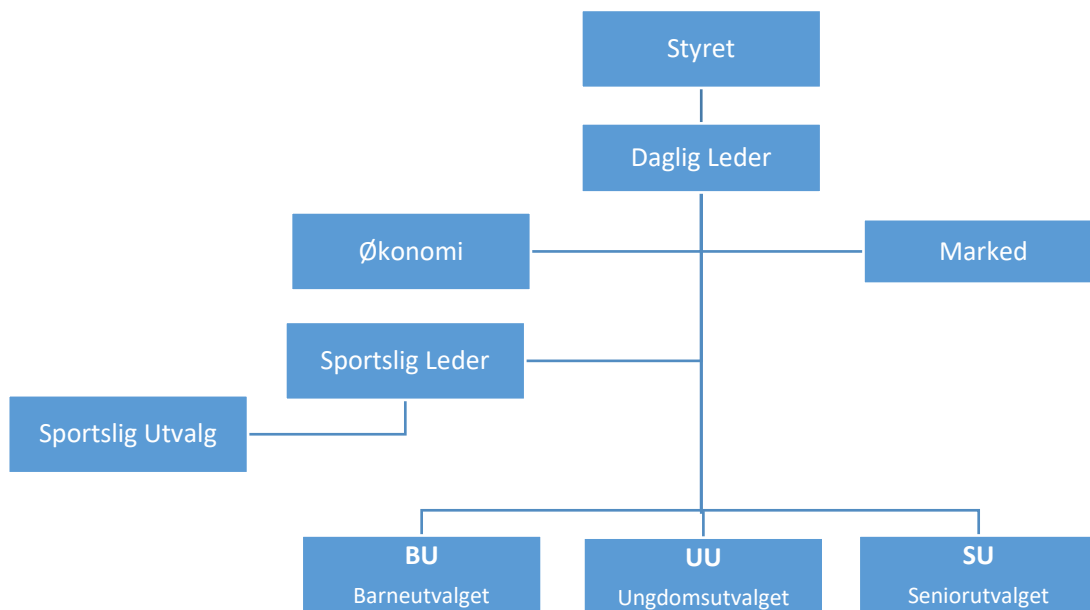 Styret
Daglig Leder
Økonomi
Marked
Sportslig Leder
Sportslig Utvalg
BU
Barneutvalget
UU
Ungdomsutvalget
SU
Seniorutvalget